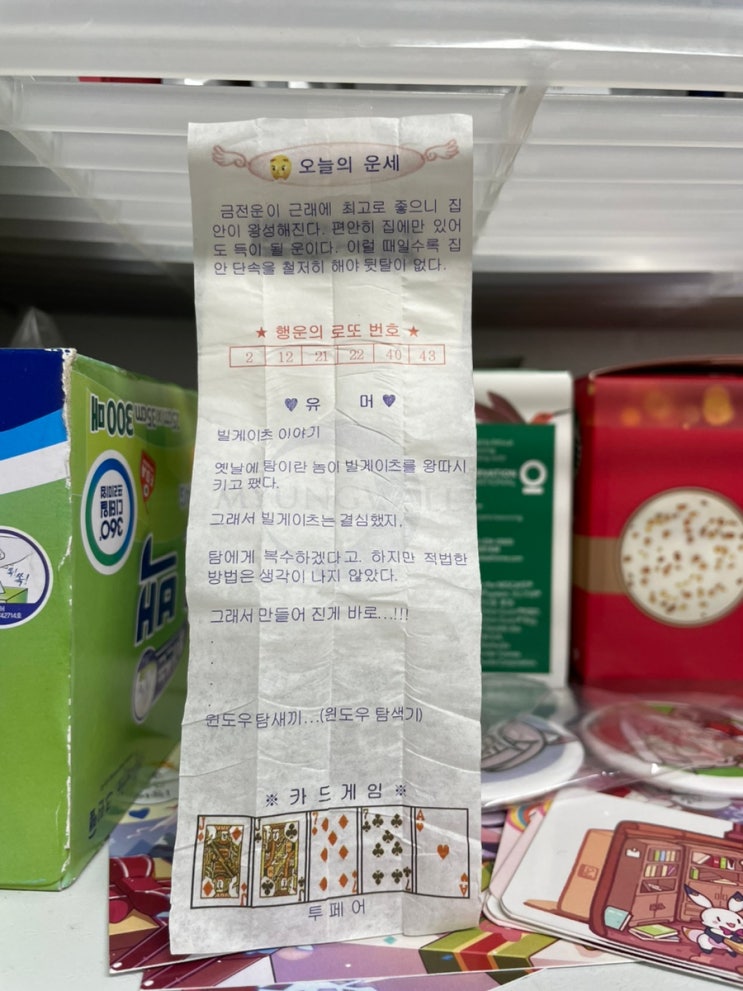 오늘의 운세
금전운이 근래에 최고로 좋으니 집
안이 왕성해진다. 편안히 집에만 있어
도 득이 될 운이다. 이럴 때일수록 집
안 단속을 철저히 해야 뒷탈이 없다.
★ 행운의 로또 번호 ★
2 12 21 22 40 43
♥ 유 머 ♥
빌게이츠 이야기
옛날에 탐이란 놈이 빌게이츠를 왕따시
키고 팼다.
그래서 빌게이츠는 결심했지.
탐에게 복수하겠다고. 하지만 적법한
방법은 생각이 나지 않았다.
그래서 만들어 진게 바로...!!!
.
.
.
윈도우 탐새끼...(윈도우 탐색기)
※ 카 드 게 임 ※
투 페 어
300매
360°